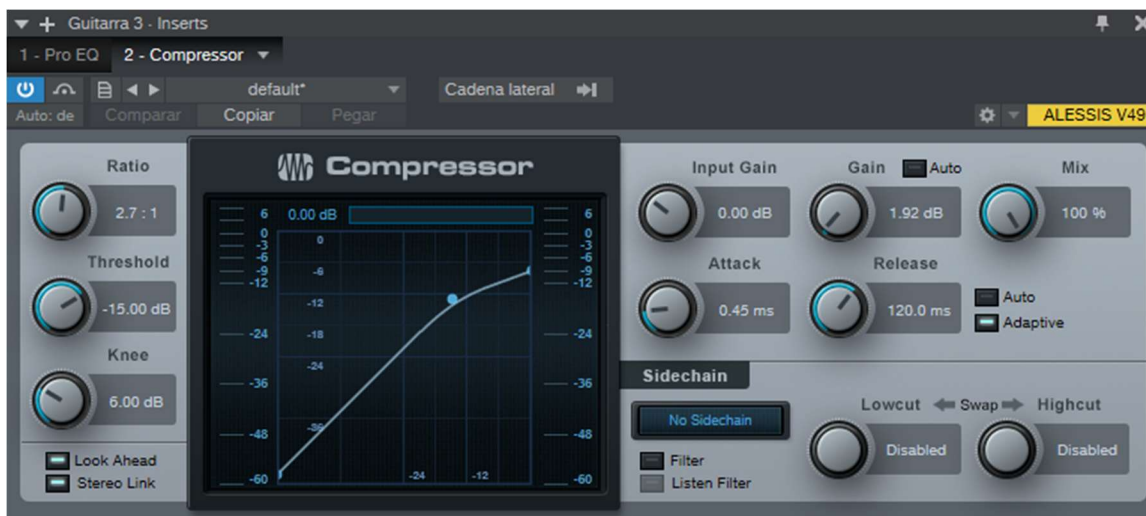 Guitarra 3 - Inserts
1 - Pro EQ 2 - Compressor
default* Cadena lateral
Auto: de Comparar Copiar Pegar ALESSIS V49
Compressor
Ratio
2.7 : 1
Threshold
-15.00 dB
Knee
6.00 dB
Look Ahead
Stereo Link
0.00 dB
6
0
-3
-6
-9
-12
-24
-36
-48
-60
0
-6
-12
-18
-24
-36
-24 -12
6
0
-3
-6
-9
-12
-24
-36
-48
-60
Input Gain Gain Auto Mix
0.00 dB 1.92 dB 100 %
Attack Release
0.45 ms 120.0 ms
Auto
Adaptive
Sidechain
No Sidechain
Filter
Listen Filter
Lowcut Swap Highcut
Disabled Disabled